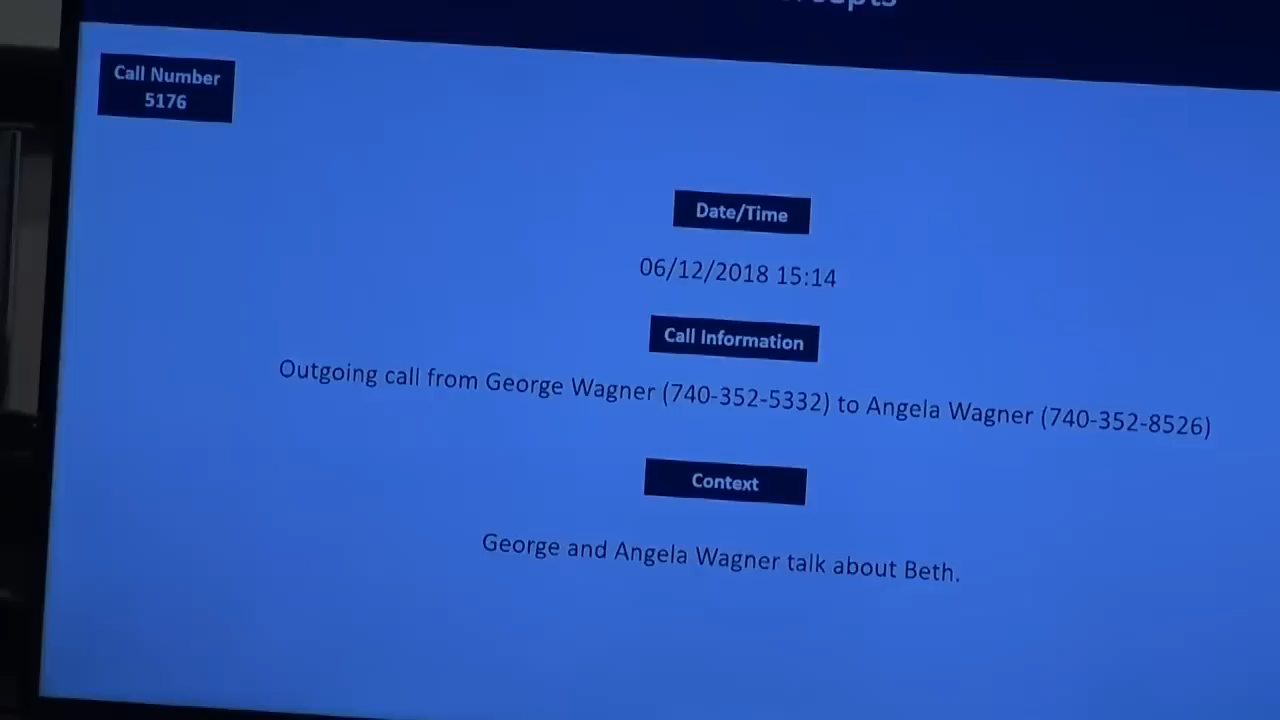 Call Number
5176
Date/Time
06/12/2018 15:14
Call Information
Outgoing call from George Wagner (740-352-5332) to Angela Wagner (740-352-8526)
Context
George and Angela Wagner talk about Beth.